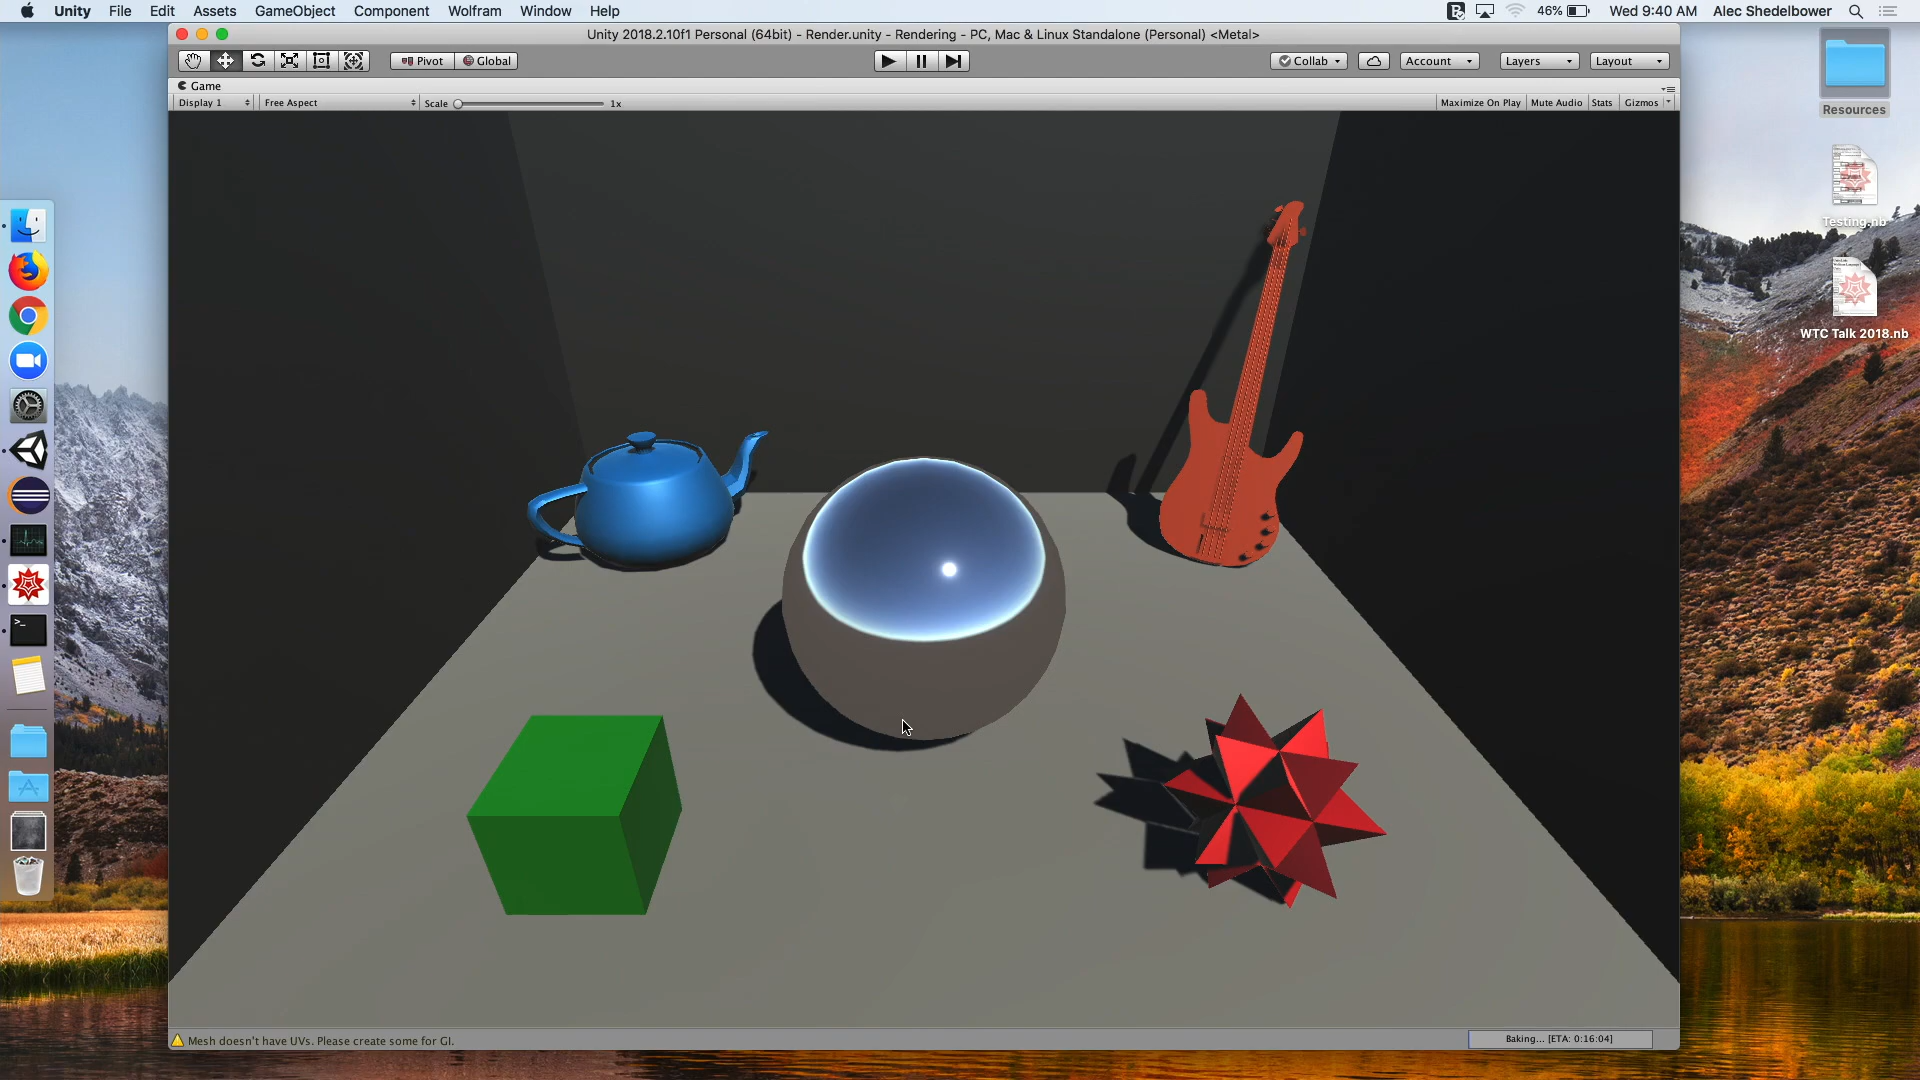 Unity File Edit Assets GameObject Component Wolfram Window Help
46% Wed 9:40 AM Alec Shedelbower
Unity 2018.2.10f1 Personal (64bit) - Render.unity - Rendering - PC, Mac & Linux Standalone (Personal) <Metal>
Pivot Global Collab Account Layers Layout
Game
Display 1 Free Aspect Scale 1x Maximize On Play Mute Audio Stats Gizmos
Resources
Testing.nb
WTC Talk 2018.nb
Mesh doesn't have UVs. Please create some for GI.
Baking... [ETA: 0:16:04]